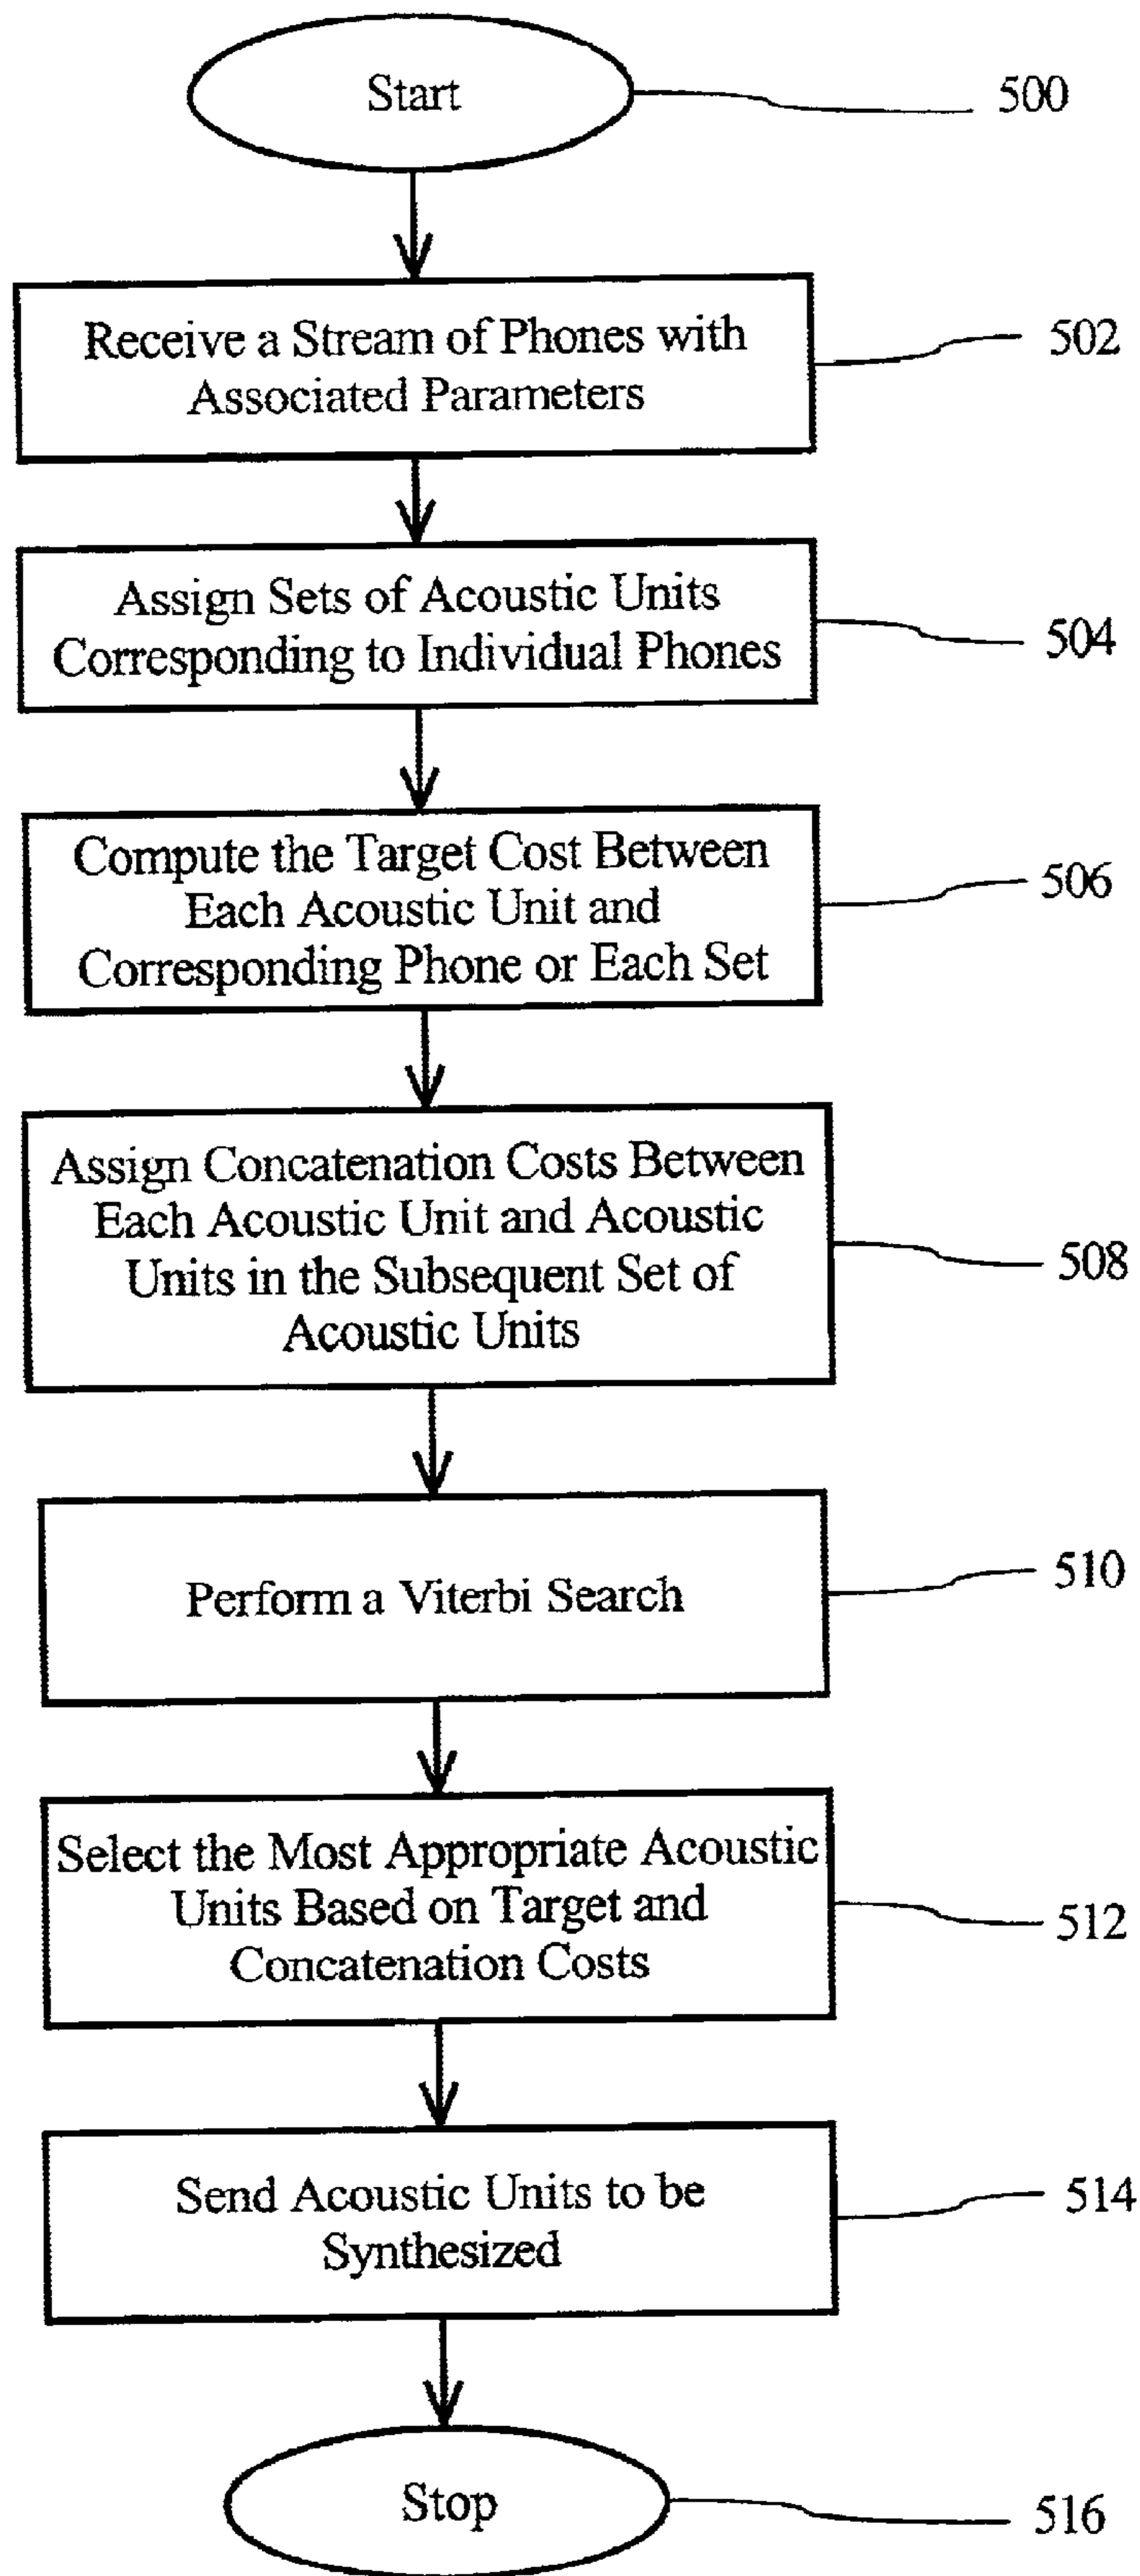 Start
500
Receive a Stream of Phones with
Associated Parameters
502
Assign Sets of Acoustic Units
Corresponding to Individual Phones
504
Compute the Target Cost Between
Each Acoustic Unit and
Corresponding Phone or Each Set
506
Assign Concatenation Costs Between
Each Acoustic Unit and Acoustic
Units in the Subsequent Set of
Acoustic Units
508
Perform a Viterbi Search
510
Select the Most Appropriate Acoustic
Units Based on Target and
Concatenation Costs
512
Send Acoustic Units to be
Synthesized
514
Stop
516